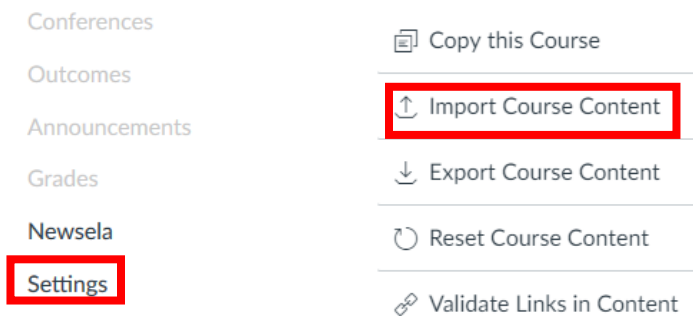 Conferences
Outcomes
Announcements
Grades
Newsela
Settings
Copy this Course
Import Course Content
Export Course Content
Reset Course Content
Validate Links in Content